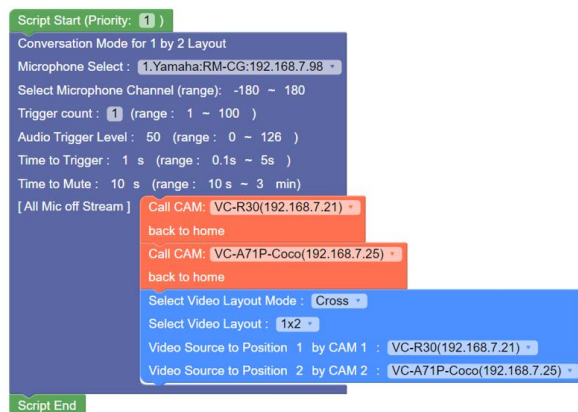 Script Start (Priority: 1 )
Conversation Mode for 1 by 2 Layout
Microphone Select : 1.Yamaha:RM-CG:192.168.7.98
Select Microphone Channel (range): -180 ~ 180
Trigger count : 1 (range : 1 ~ 100 )
Audio Trigger Level : 50 (range : 0 ~ 126 )
Time to Trigger : 1 s (range : 0.1s ~ 5s )
Time to Mute : 10 s (range : 10 s ~ 3 min)
[ All Mic off Stream ] Call CAM: VC-R30(192.168.7.21)
back to home
Call CAM: VC-A71P-Coco(192.168.7.25)
back to home
Select Video Layout Mode : Cross
Select Video Layout : 1x2
Video Source to Position 1 by CAM 1 : VC-R30(192.168.7.21)
Video Source to Position 2 by CAM 2 : VC-A71P-Coco(192.168.7.25)
Script End